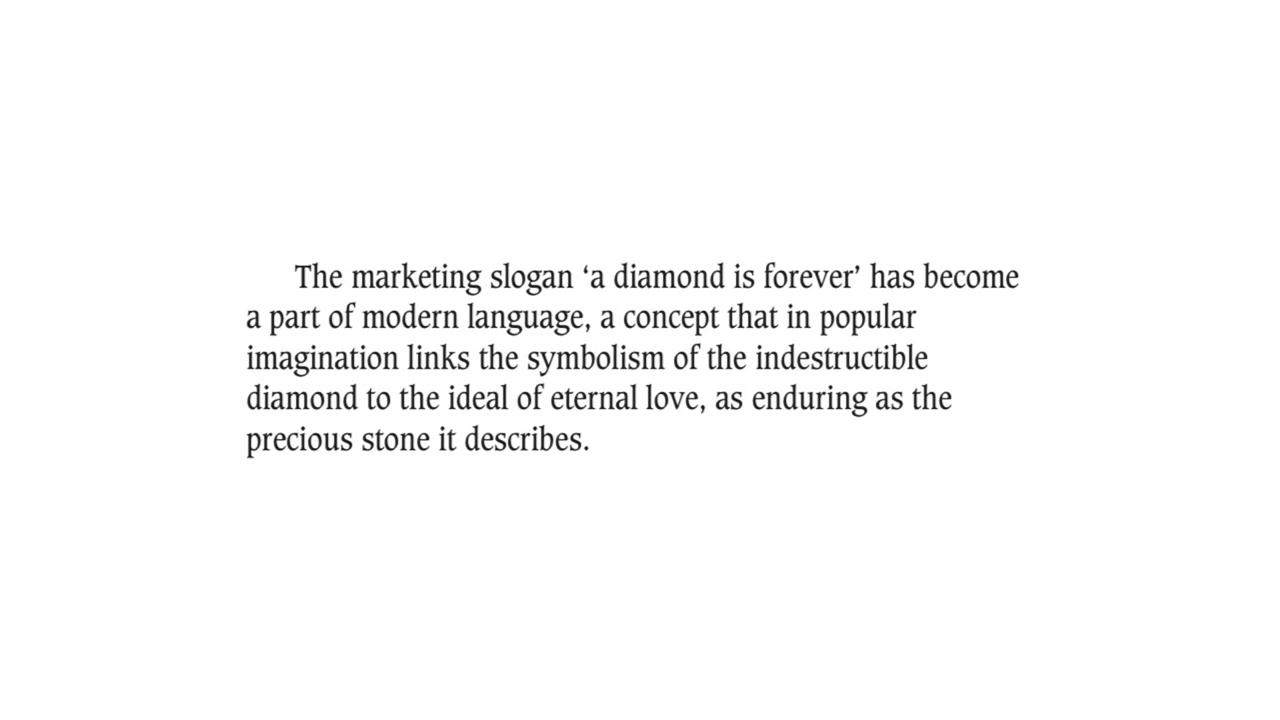 The marketing slogan ‘a diamond is forever’ has become
a part of modern language, a concept that in popular
imagination links the symbolism of the indestructible
diamond to the ideal of eternal love, as enduring as the
precious stone it describes.